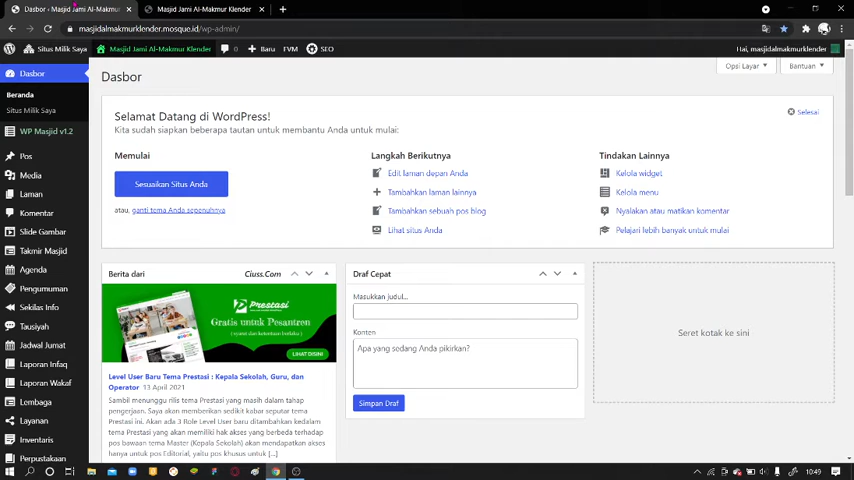 Dasbor ‹ Masjid Jami Al-Makmur
Masjid Jami Al-Makmur Klender
masjidalmakmurklender.mosque.id/wp-admin/
Situs Milik Saya
Masjid Jami Al-Makmur Klender
0
+ Baru
FVM
SEO
Hai, masjidalmakmurklender
Dasbor
Beranda
Situs Milik Saya
WP Masjid v1.2
Pos
Media
Laman
Komentar
Slide Gambar
Takmir Masjid
Agenda
Pengumuman
Sekilas Info
Tausiyah
Jadwal Jumat
Laporan Infaq
Laporan Wakaf
Lembaga
Layanan
Inventaris
Perpustakaan
Dasbor
Opsi Layar
Bantuan
Selamat Datang di WordPress!
Kita sudah siapkan beberapa tautan untuk membantu Anda untuk mulai:
Selesai
Memulai
Sesuaikan Situs Anda
atau, ganti tema Anda sepenuhnya
Langkah Berikutnya
Edit laman depan Anda
Tambahkan laman lainnya
Tambahkan sebuah pos blog
Lihat situs Anda
Tindakan Lainnya
Kelola widget
Kelola menu
Nyalakan atau matikan komentar
Pelajari lebih banyak untuk mulai
Berita dari
Ciuss.Com
Prestasi
Gratis untuk Pesantren
LIHAT DISINI
Level User Baru Tema Prestasi : Kepala Sekolah, Guru, dan
Operator 13 April 2021
Sambil menunggu rilis tema Prestasi yang masih dalam tahap
pengerjaan. Saya akan memberikan sedikit kabar seputar tema
Prestasi ini. Akan ada 3 Role Level User baru ditambahkan kedalam
tema Prestasi yang menjadi pembeda dengan level user default WP
pos bawaan tema Master (Kepala Sekolah) akan mendapatkan akses
hanya untuk pos Editorial, yaitu pos khusus untuk [...]
Draf Cepat
Masukkan judul...
Konten
Apa yang sedang Anda pikirkan?
Simpan Draf
Seret kotak ke sini
10:49